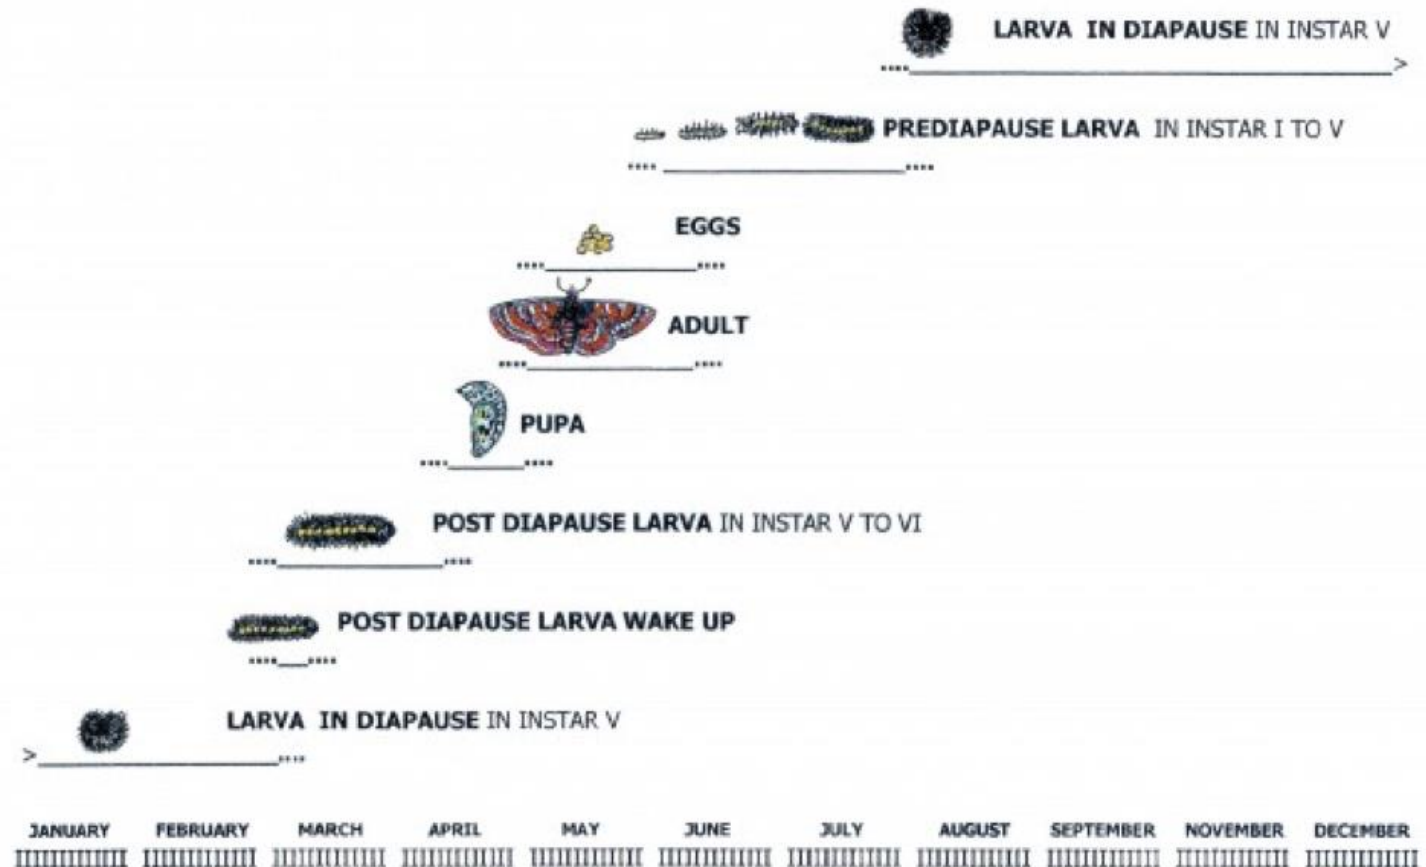 LARVA IN DIAPAUSE IN INSTAR V
PREDIAPAUSE LARVA IN INSTAR I TO V
EGGS
ADULT
PUPA
POST DIAPAUSE LARVA IN INSTAR V TO VI
POST DIAPAUSE LARVA WAKE UP
LARVA IN DIAPAUSE IN INSTAR V
JANUARY FEBRUARY MARCH APRIL MAY JUNE JULY AUGUST SEPTEMBER NOVEMBER DECEMBER